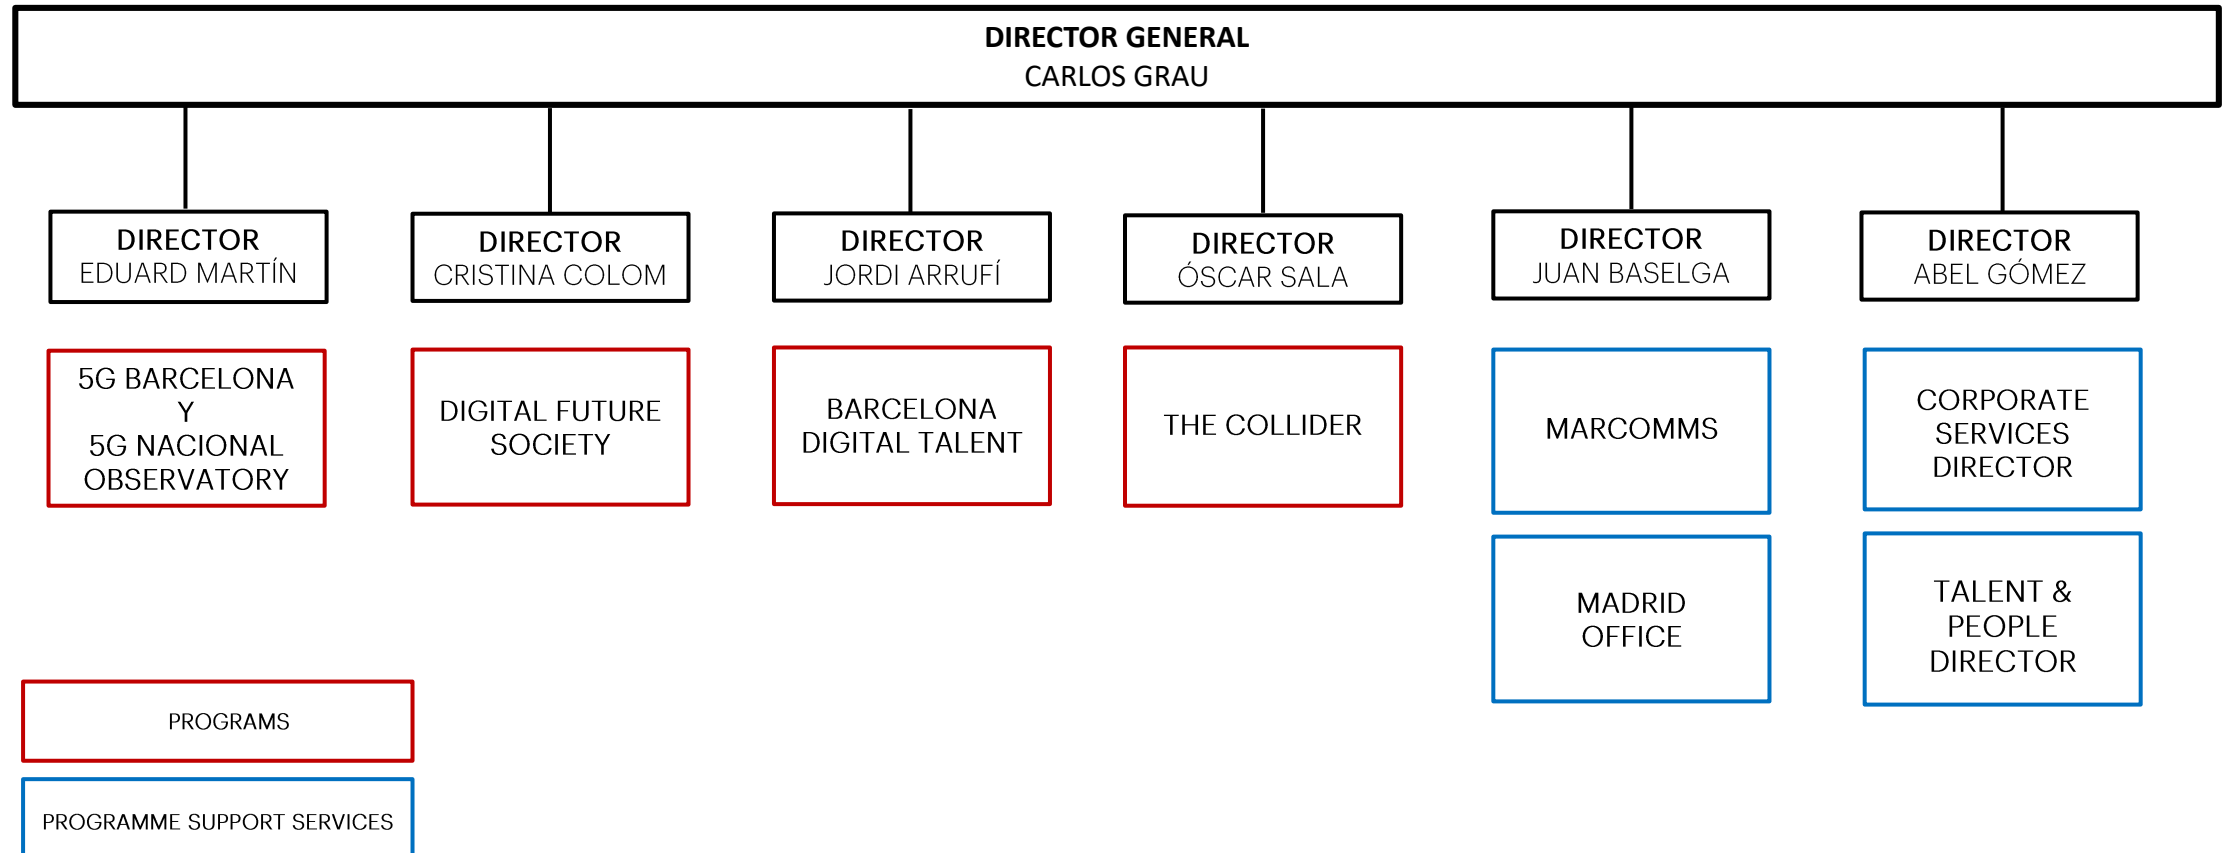 DIRECTOR GENERAL
CARLOS GRAU
DIRECTOR
EDUARD MARTÍN
DIRECTOR
CRISTINA COLOM
DIRECTOR
JORDI ARRUFÍ
DIRECTOR
ÓSCAR SALA
DIRECTOR
JUAN BASELGA
DIRECTOR
ABEL GÓMEZ
5G BARCELONA
Y
5G NACIONAL
OBSERVATORY
DIGITAL FUTURE
SOCIETY
BARCELONA
DIGITAL TALENT
THE COLLIDER
MARCOMMS
CORPORATE
SERVICES
DIRECTOR
MADRID
OFFICE
TALENT &
PEOPLE
DIRECTOR
PROGRAMS
PROGRAMME SUPPORT SERVICES